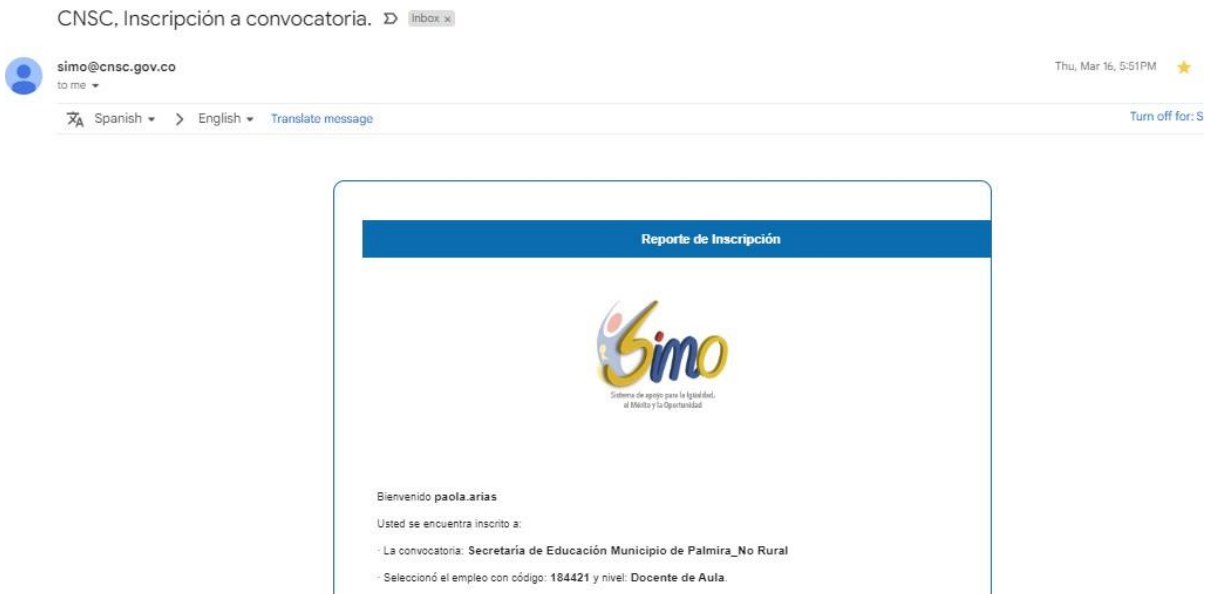 CNSC, Inscripción a convocatoria. Inbox x
simo@cnsc.gov.co
Thu, Mar 16, 5:51 PM
to me
Spanish > English Translate message
Turn off for: S
Reporte de Inscripción
Simo
Sistema de apoyo para la Igualdad,
el Mérito y la Oportunidad
Bienvenido paola.arias
Usted se encuentra inscrito a:
· La convocatoria: Secretaría de Educación Municipio de Palmira_No Rural
· Seleccionó el empleo con código: 184421 y nivel: Docente de Aula.